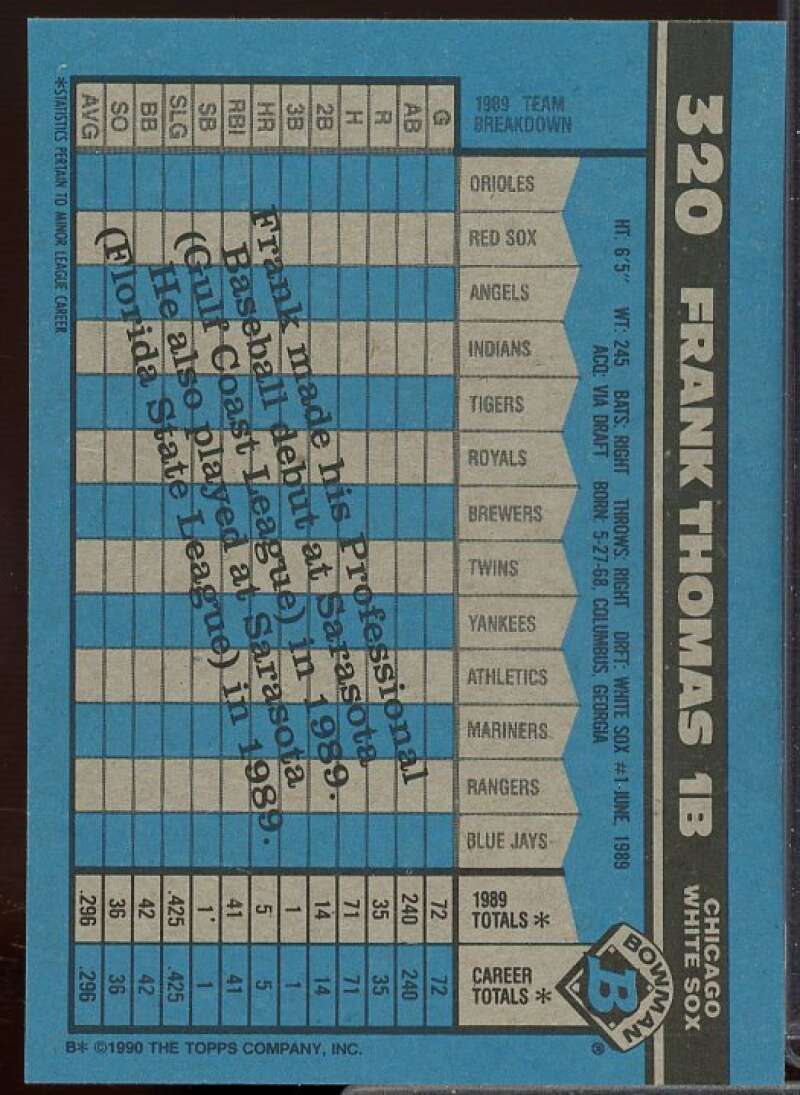 320 FRANK THOMAS 1B
CHICAGO
WHITE SOX
BOWMAN
B
HT: 6'5" WT: 245 BATS: RIGHT THROWS: RIGHT DRFT: WHITE SOX #1-JUNE, 1989
ACQ: VIA DRAFT BORN: 5-27-68, COLUMBUS, GEORGIA
1989 TEAM
BREAKDOWN
G AB R H 2B 3B HR RBI SB SLG BB SO AVG
ORIOLES
RED SOX
ANGELS
INDIANS
TIGERS
ROYALS
BREWERS
TWINS
YANKEES
ATHLETICS
MARINERS
RANGERS
BLUE JAYS
Frank made his Professional
Baseball debut at Sarasota
(Gulf Coast League) in 1989.
He also played at Sarasota
(Florida State League) in 1989.
1989
TOTALS *
72 240 35 71 14 1 5 41 1 .425 42 36 .296
CAREER
TOTALS *
72 240 35 71 14 1 5 41 1 .425 42 36 .296
*STATISTICS PERTAIN TO MINOR LEAGUE CAREER
B* ©1990 THE TOPPS COMPANY, INC.
®